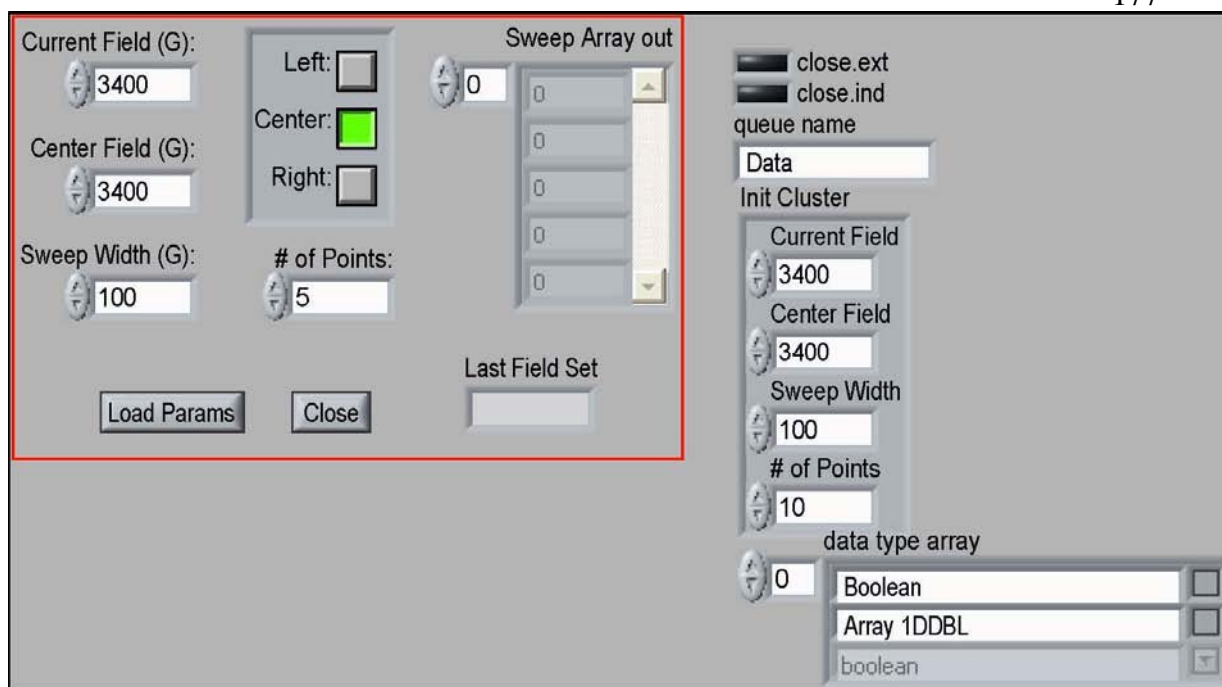 Current Field (G):
3400
Center Field (G):
3400
Sweep Width (G):
100
Left:
Center:
Right:
# of Points:
5
Sweep Array out
0
0
0
0
0
0
Last Field Set
Load Params
Close
close.ext
close.ind
queue name
Data
Init Cluster
Current Field
3400
Center Field
3400
Sweep Width
100
# of Points
10
data type array
0
Boolean
Array 1DDBL
boolean